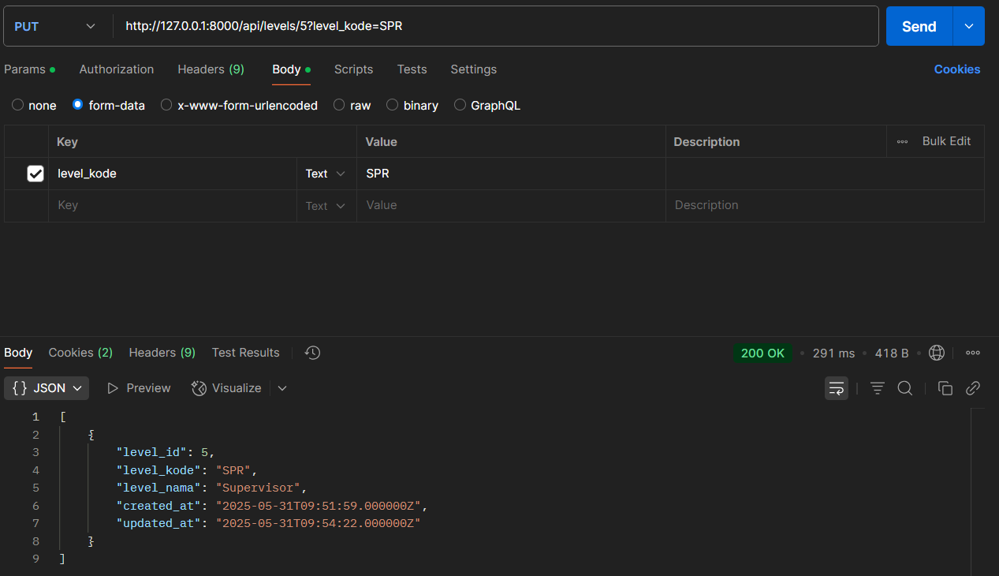 PUT http://127.0.0.1:8000/api/levels/5?level_kode=SPR Send
Params Authorization Headers (9) Body Scripts Tests Settings Cookies
none form-data x-www-form-urlencoded raw binary GraphQL
Key Value Description Bulk Edit
level_kode Text SPR
Key Text Value Description
Body Cookies (2) Headers (9) Test Results 200 OK 291 ms 418 B
{} JSON Preview Visualize
1 [
2 {
3 "level_id": 5,
4 "level_kode": "SPR",
5 "level_nama": "Supervisor",
6 "created_at": "2025-05-31T09:51:59.000000Z",
7 "updated_at": "2025-05-31T09:54:22.000000Z"
8 }
9 ]